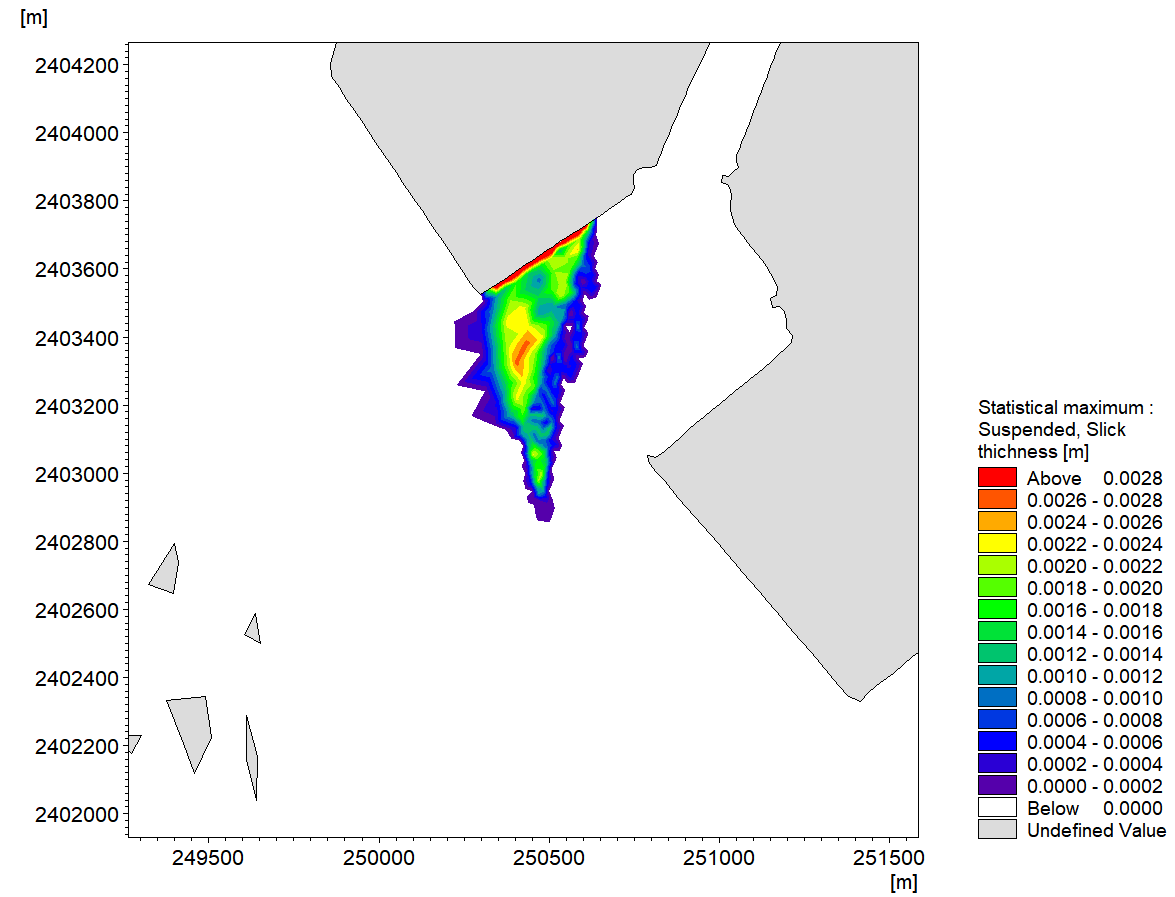 [m]
2404200
2404000
2403800
2403600
2403400
2403200
2403000
2402800
2402600
2402400
2402200
2402000
249500 250000 250500 251000 251500
[m]
Statistical maximum :
Suspended, Slick
thichness [m]
Above 0.0028
0.0026 - 0.0028
0.0024 - 0.0026
0.0022 - 0.0024
0.0020 - 0.0022
0.0018 - 0.0020
0.0016 - 0.0018
0.0014 - 0.0016
0.0012 - 0.0014
0.0010 - 0.0012
0.0008 - 0.0010
0.0006 - 0.0008
0.0004 - 0.0006
0.0002 - 0.0004
0.0000 - 0.0002
Below 0.0000
Undefined Value